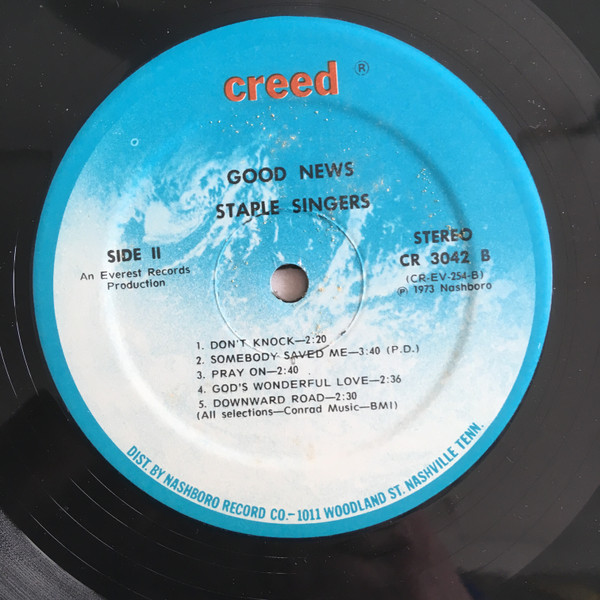 creed ®
GOOD NEWS
STAPLE SINGERS
SIDE II
An Everest Records
Production
STEREO
CR 3042 B
(CR-EV-254-B)
℗ 1973 Nashboro
1. DON'T KNOCK—2:20
2. SOMEBODY SAVED ME—3:40 (P.D.)
3. PRAY ON—2:40
4. GOD'S WONDERFUL LOVE—2:36
5. DOWNWARD ROAD—2:30
(All selections—Conrad Music—BMI)
DIST. BY NASHBORO RECORD CO.—1011 WOODLAND ST. NASHVILLE TENN.